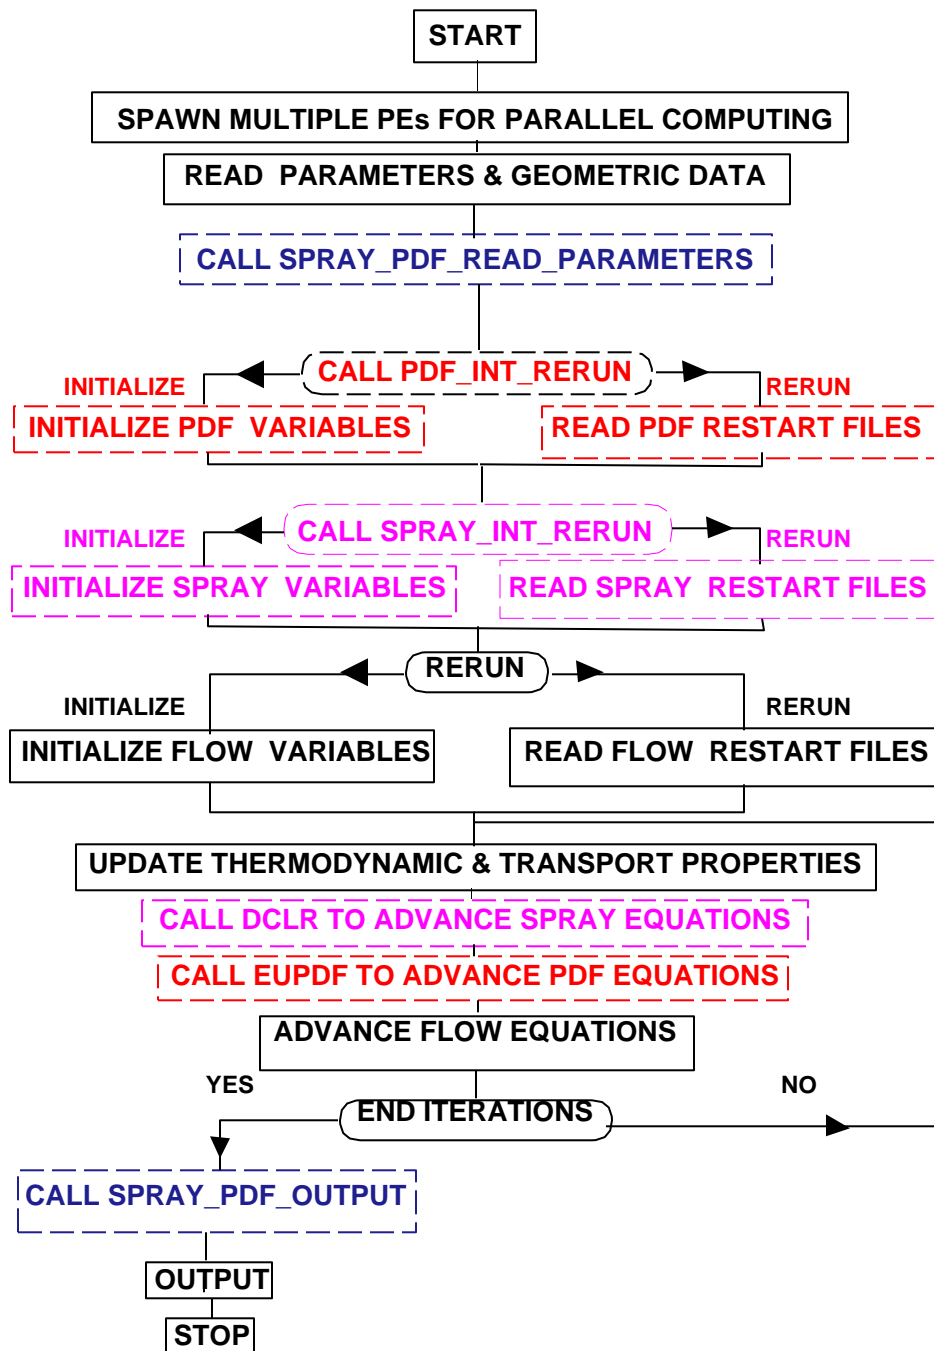 START
SPAWN MULTIPLE PEs FOR PARALLEL COMPUTING
READ PARAMETERS & GEOMETRIC DATA
CALL SPRAY_PDF_READ_PARAMETERS
CALL PDF_INT_RERUN
INITIALIZE
RERUN
INITIALIZE PDF VARIABLES
READ PDF RESTART FILES
CALL SPRAY_INT_RERUN
INITIALIZE
RERUN
INITIALIZE SPRAY VARIABLES
READ SPRAY RESTART FILES
RERUN
INITIALIZE
RERUN
INITIALIZE FLOW VARIABLES
READ FLOW RESTART FILES
UPDATE THERMODYNAMIC & TRANSPORT PROPERTIES
CALL DCLR TO ADVANCE SPRAY EQUATIONS
CALL EUPDF TO ADVANCE PDF EQUATIONS
ADVANCE FLOW EQUATIONS
YES
NO
END ITERATIONS
CALL SPRAY_PDF_OUTPUT
OUTPUT
STOP